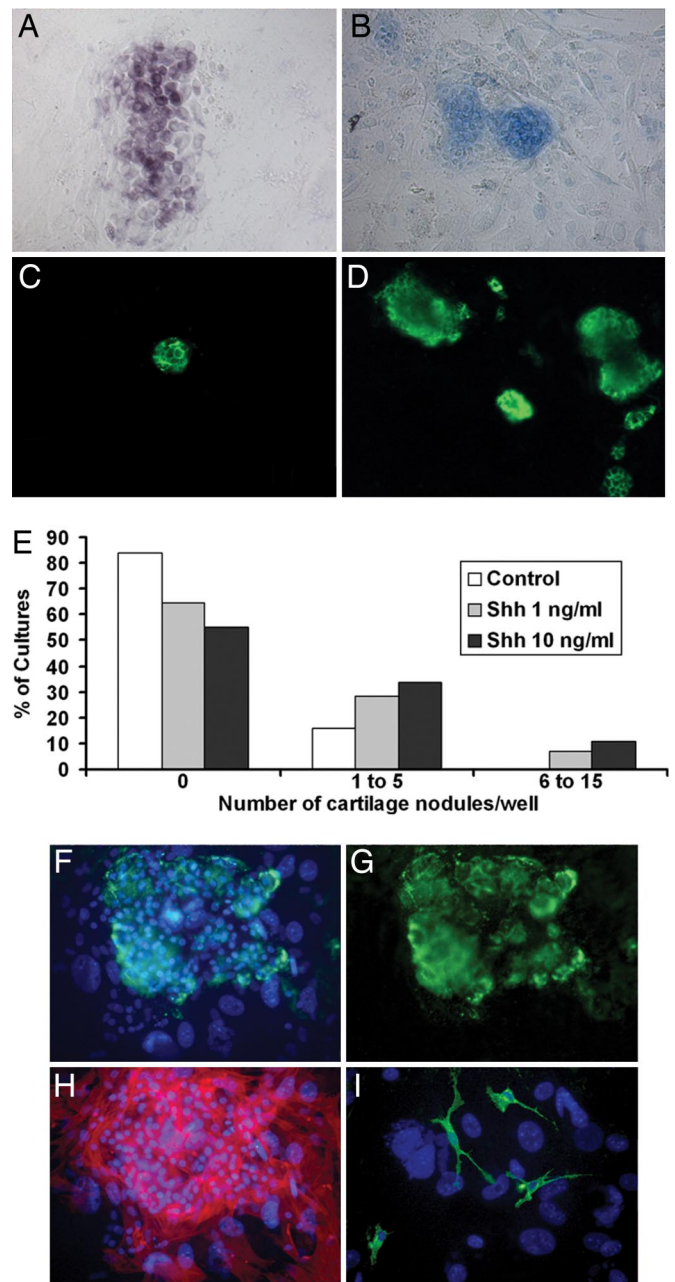 A
B
C
D
E
90
80
70
60
50
40
30
20
10
0
% of Cultures
Control
Shh 1 ng/ml
Shh 10 ng/ml
0
1 to 5
6 to 15
Number of cartilage nodules/well
F
G
H
I